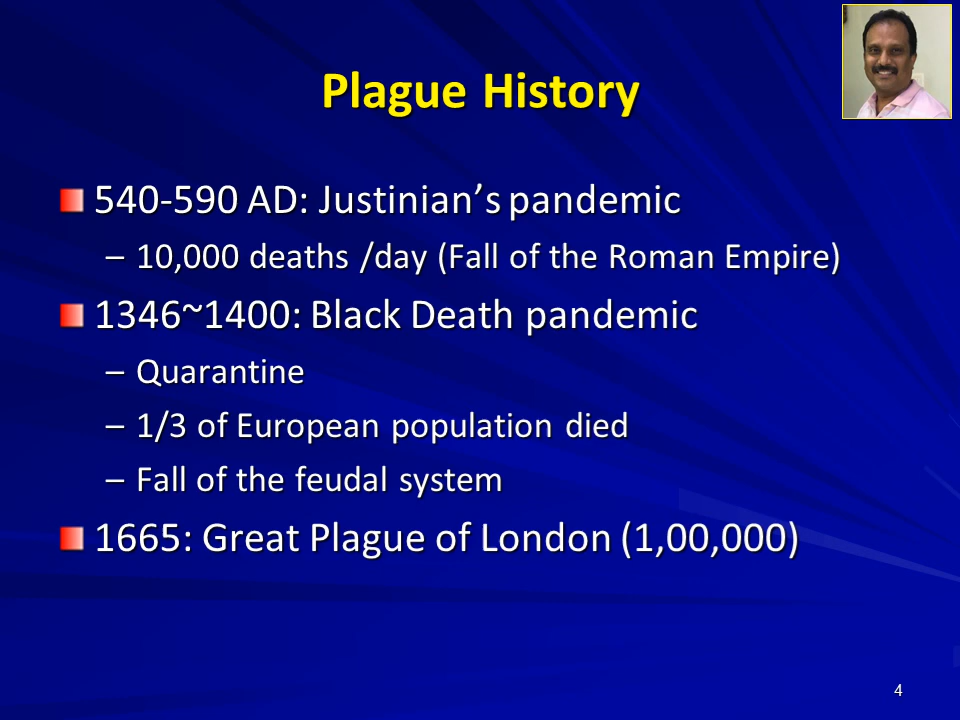 Plague History
540-590 AD: Justinian’s pandemic
– 10,000 deaths /day (Fall of the Roman Empire)
1346~1400: Black Death pandemic
– Quarantine
– 1/3 of European population died
– Fall of the feudal system
1665: Great Plague of London (1,00,000)
4